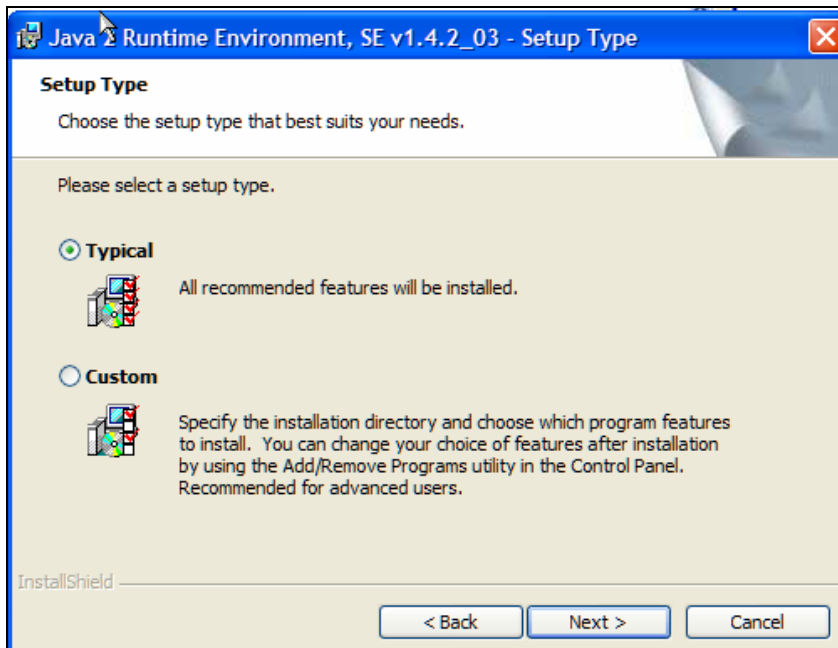 Java 2 Runtime Environment, SE v1.4.2_03 - Setup Type
Setup Type
Choose the setup type that best suits your needs.
Please select a setup type.
Typical
All recommended features will be installed.
Custom
Specify the installation directory and choose which program features
to install. You can change your choice of features after installation
by using the Add/Remove Programs utility in the Control Panel.
Recommended for advanced users.
InstallShield
< Back
Next >
Cancel